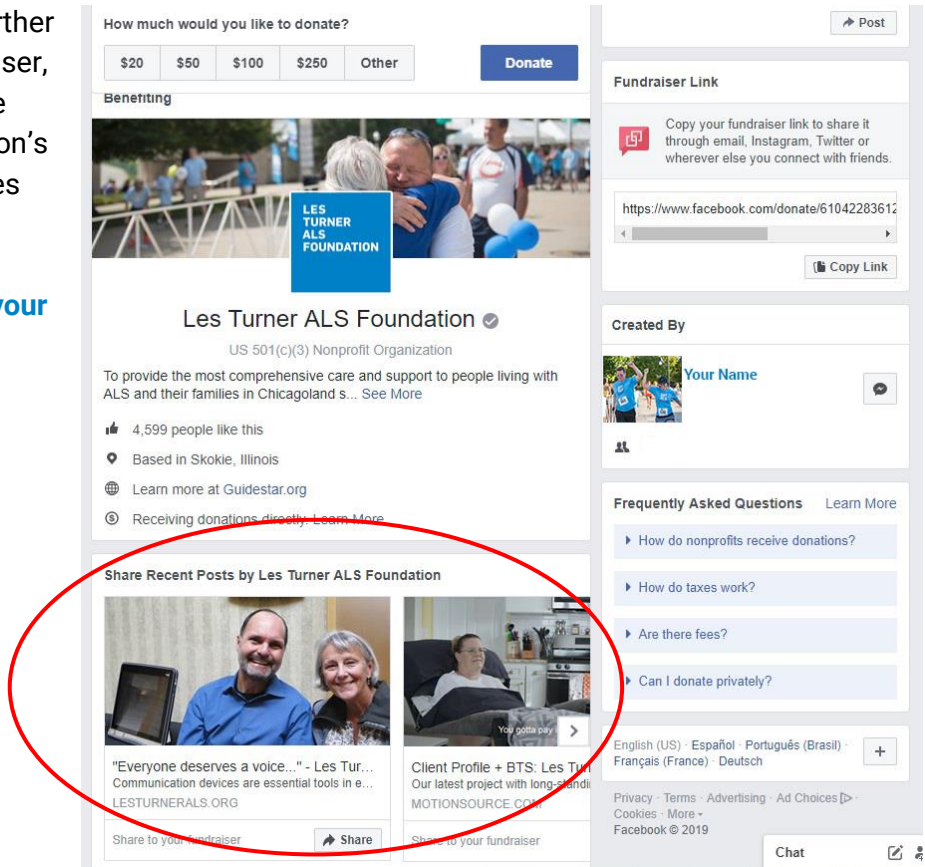 rther
ser,
e
on's
es
your
How much would you like to donate?
$20 $50 $100 $250 Other Donate
Benefiting
LES
TURNER
ALS
FOUNDATION
Les Turner ALS Foundation
US 501(c)(3) Nonprofit Organization
To provide the most comprehensive care and support to people living with
ALS and their families in Chicagoland s... See More
4,599 people like this
Based in Skokie, Illinois
Learn more at Guidestar.org
Receiving donations directly. Learn More
Share Recent Posts by Les Turner ALS Foundation
"Everyone deserves a voice..." - Les Tur...
Communication devices are essential tools in e...
LESTURNERALS.ORG
Share to your fundraiser Share
You gotta pay
Client Profile + BTS: Les Turn
Our latest project with long-standi
MOTIONSOURCE.COM
Share to your fundraiser
Post
Fundraiser Link
Copy your fundraiser link to share it
through email, Instagram, Twitter or
wherever else you connect with friends.
https://www.facebook.com/donate/61042283612
Copy Link
Created By
Your Name
Frequently Asked Questions Learn More
How do nonprofits receive donations?
How do taxes work?
Are there fees?
Can I donate privately?
English (US) · Español · Português (Brasil) ·
Français (France) · Deutsch
+
Privacy · Terms · Advertising · Ad Choices ·
Cookies · More
Facebook © 2019
Chat